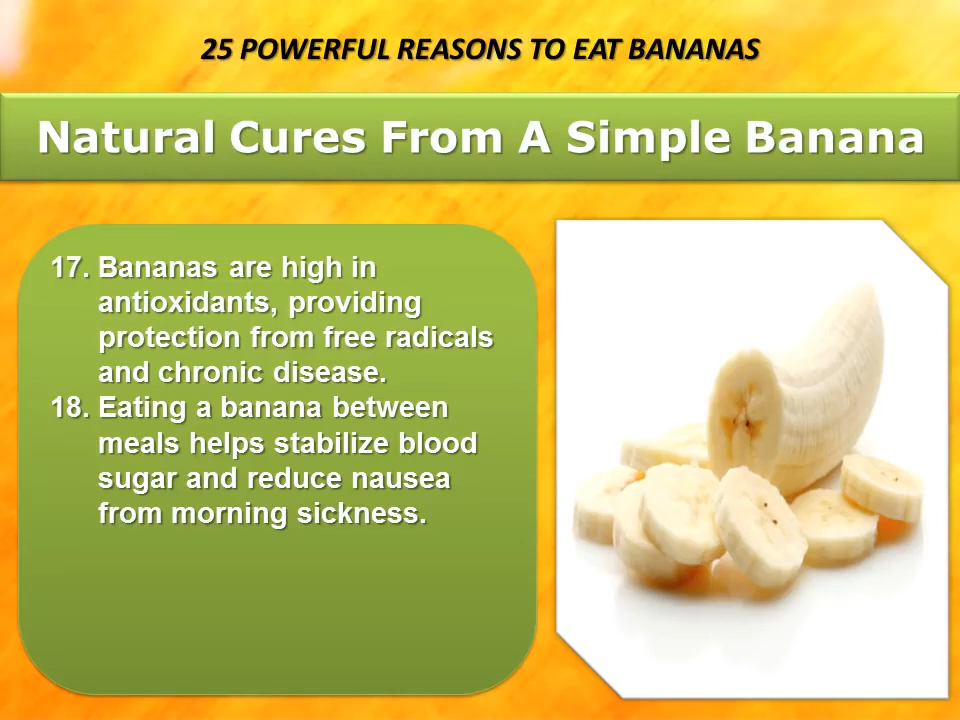 25 POWERFUL REASONS TO EAT BANANAS
Natural Cures From A Simple Banana
17. Bananas are high in
antioxidants, providing
protection from free radicals
and chronic disease.
18. Eating a banana between
meals helps stabilize blood
sugar and reduce nausea
from morning sickness.